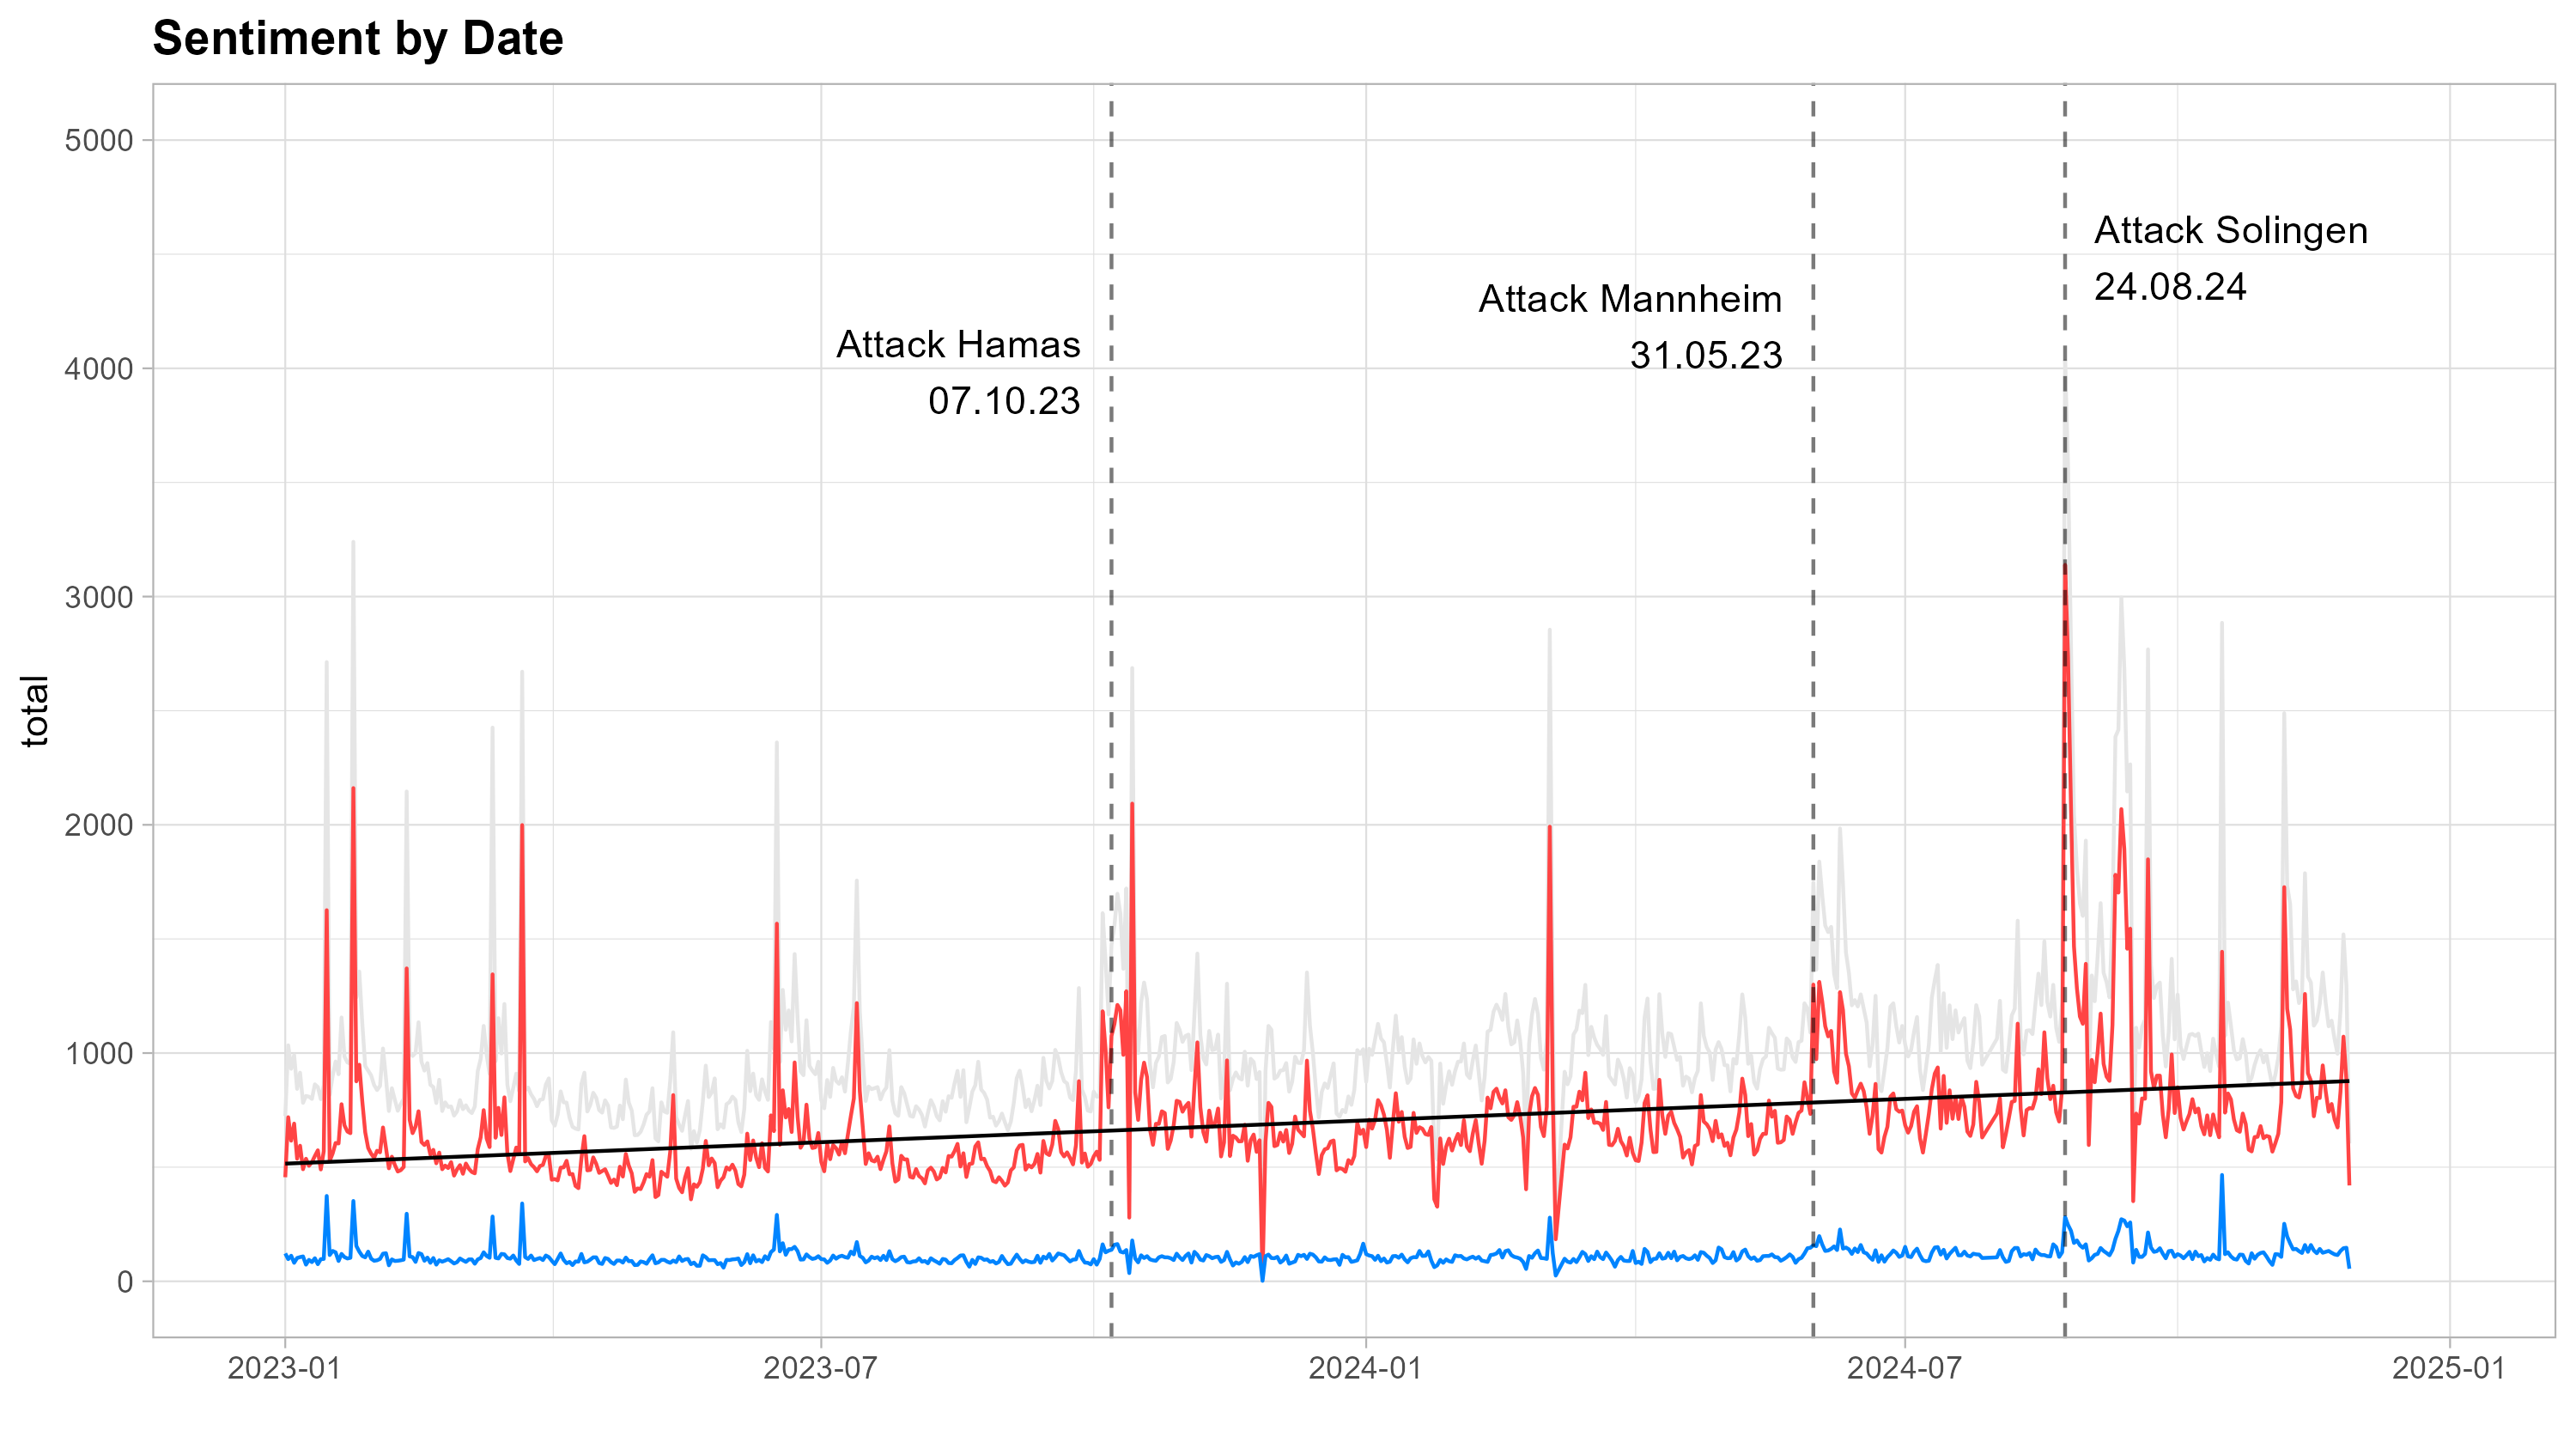 Sentiment by Date
5000
4000
3000
2000
1000
0
total
Attack Hamas
07.10.23
Attack Mannheim
31.05.23
Attack Solingen
24.08.24
2023-01
2023-07
2024-01
2024-07
2025-01